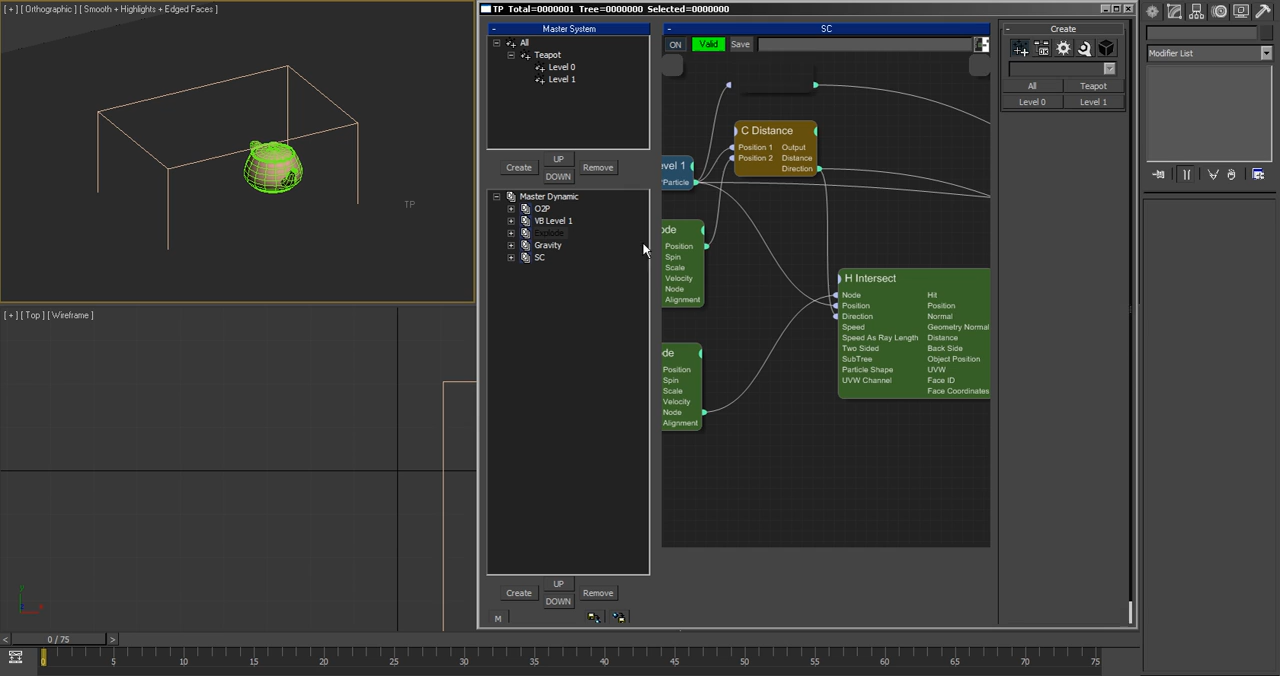 [ + ] [ Orthographic ] [ Smooth + Highlights + Edged Faces ]
TP
[ + ] [ Top ] [ Wireframe ]
TP Total=0000001 Tree=0000000 Selected=0000000
- Master System
All
Teapot
Level 0
Level 1
Create UP DOWN Remove
Master Dynamic
O2P
VB Level 1
Explode
Gravity
SC
Create UP DOWN Remove
M
- SC
ON Valid Save
C Distance
Position 1 Output
Position 2 Distance
Direction
evel 1
Particle
ode
Position
Spin
Scale
Velocity
Node
Alignment
de
Position
Spin
Scale
Velocity
Node
Alignment
H Intersect
Node Hit
Position Position
Direction Normal
Speed Geometry Normal
Speed As Ray Length Distance
Two Sided Back Side
SubTree Object Position
Particle Shape UVW
UVW Channel Face ID
Face Coordinates
- Create
All Teapot
Level 0 Level 1
Modifier List
y
z x
< 0 / 75 >
0 5 10 15 20 25 30 35 40 45 50 55 60 65 70 75